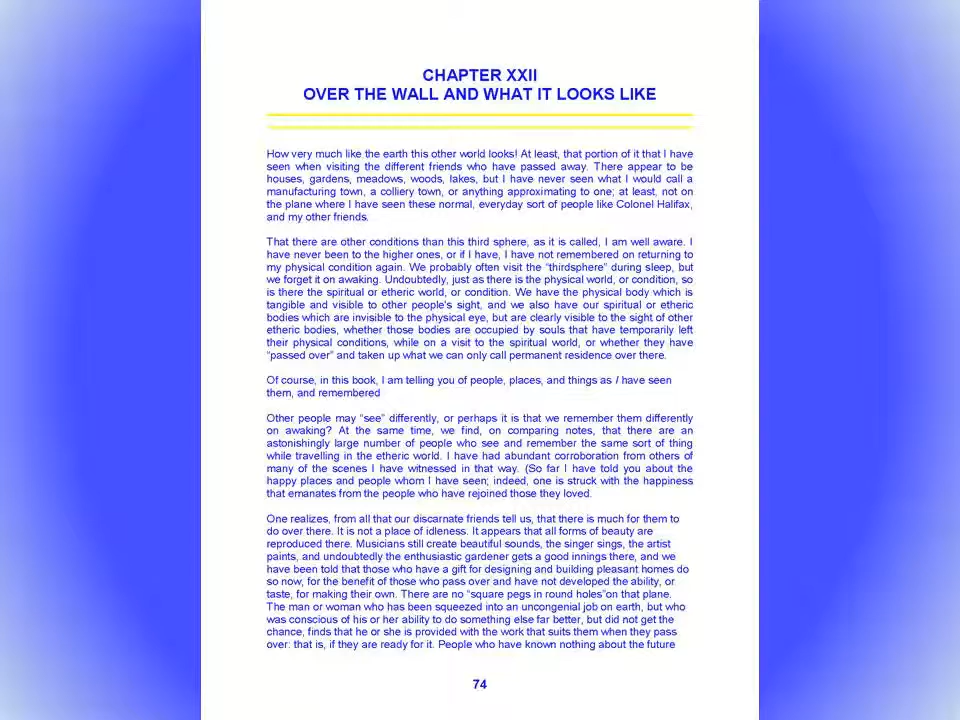 CHAPTER XXII
OVER THE WALL AND WHAT IT LOOKS LIKE
How very much like the earth this other world looks! At least, that portion of it that I have
seen when visiting the different friends who have passed away. There appear to be
houses, gardens, meadows, woods, lakes, but I have never seen what I would call a
manufacturing town, a colliery town, or anything approximating to one; at least, not on
the plane where I have seen these normal, everyday sort of people like Colonel Halifax,
and my other friends.
That there are other conditions than this third sphere, as it is called, I am well aware. I
have never been to the higher ones, or if I have, I have not remembered on returning to
my physical condition again. We probably often visit the “thirdsphere” during sleep, but
we forget it on awaking. Undoubtedly, just as there is the physical world, or condition, so
is there the spiritual or etheric world, or condition. We have the physical body which is
tangible and visible to other people's sight, and we also have our spiritual or etheric
bodies which are invisible to the physical eye, but are clearly visible to the sight of other
etheric bodies, whether those bodies are occupied by souls that have temporarily left
their physical conditions, while on a visit to the spiritual world, or whether they have
“passed over” and taken up what we can only call permanent residence over there.
Of course, in this book, I am telling you of people, places, and things as I have seen
them, and remembered
Other people may “see” differently, or perhaps it is that we remember them differently
on awaking? At the same time, we find, on comparing notes, that there are an
astonishingly large number of people who see and remember the same sort of thing
while travelling in the etheric world. I have had abundant corroboration from others of
many of the scenes I have witnessed in that way. (So far I have told you about the
happy places and people whom I have seen; indeed, one is struck with the happiness
that emanates from the people who have rejoined those they loved.
One realizes, from all that our discarnate friends tell us, that there is much for them to
do over there. It is not a place of idleness. It appears that all forms of beauty are
reproduced there. Musicians still create beautiful sounds, the singer sings, the artist
paints, and undoubtedly the enthusiastic gardener gets a good innings there, and we
have been told that those who have a gift for designing and building pleasant homes do
so now, for the benefit of those who pass over and have not developed the ability, or
taste, for making their own. There are no “square pegs in round holes”on that plane.
The man or woman who has been squeezed into an uncongenial job on earth, but who
was conscious of his or her ability to do something else far better, but did not get the
chance, finds that he or she is provided with the work that suits them when they pass
over: that is, if they are ready for it. People who have known nothing about the future
74